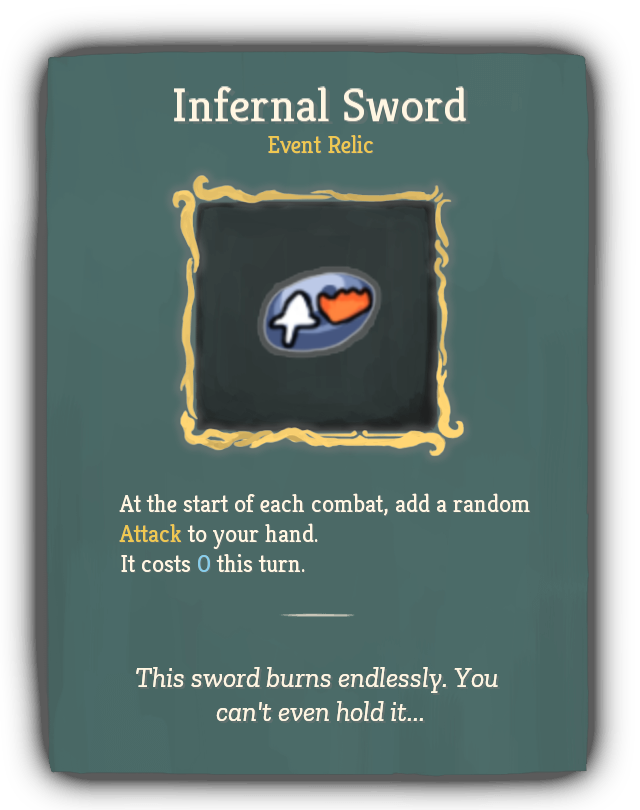 Infernal Sword
Event Relic
At the start of each combat, add a random
Attack to your hand.
It costs 0 this turn.
This sword burns endlessly. You
can't even hold it...